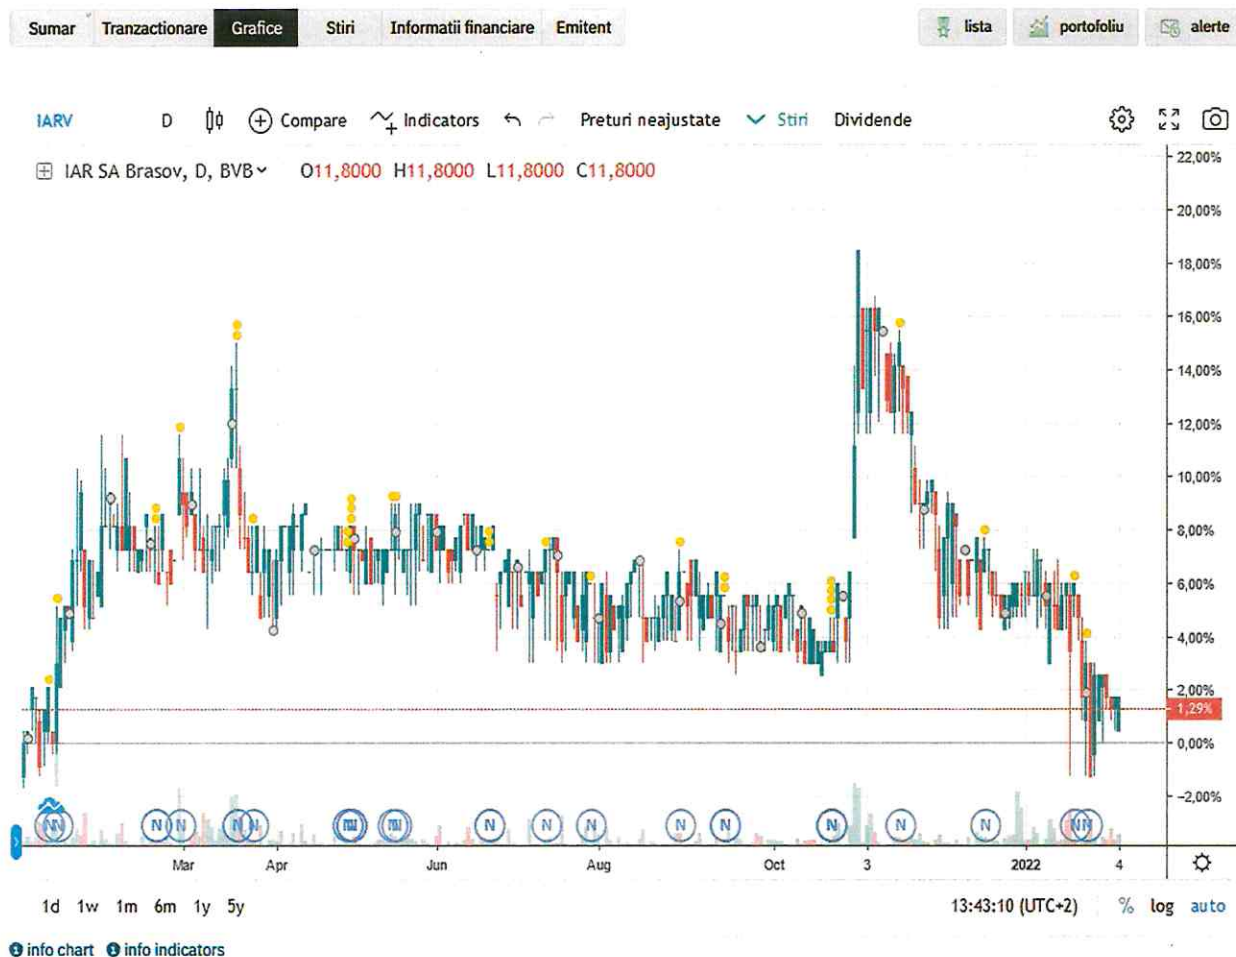 Sumar Tranzactionare Grafice Stiri Informatii financiare Emitent lista portofoliu alerte
IARV D Compare Indicators Preturi neajustate Stiri Dividende
IAR SA Brasov, D, BVB O11,8000 H11,8000 L11,8000 C11,8000
22,00%
20,00%
18,00%
16,00%
14,00%
12,00%
10,00%
8,00%
6,00%
4,00%
2,00%
1,29%
0,00%
−2,00%
N N N N N N N N N N N N N N N N N N N
Mar Apr Jun Aug Oct 3 2022 4
1d 1w 1m 6m 1y 5y 13:43:10 (UTC+2) % log auto
info chart info indicators